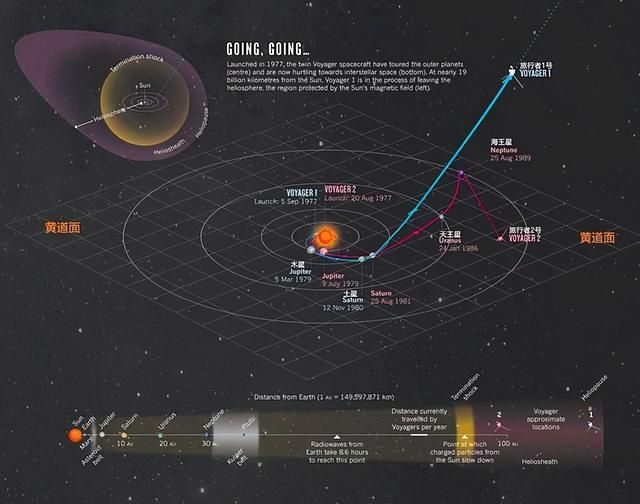 GOING, GOING...
Launched in 1977, the twin Voyager spacecraft have toured the outer planets
(centre) and are now hurtling towards interstellar space (bottom). At nearly 19
billion kilometres from the Sun, Voyager 1 is in the process of leaving the
heliosphere, the region protected by the Sun's magnetic field (left).
Termination shock
Sun
Heliosphere
Heliopause
Heliosheath
旅行者1号
VOYAGER 1
海王星
Neptune
25 Aug 1989
VOYAGER 1
Launch: 5 Sep 1977
VOYAGER 2
Launch: 20 Aug 1977
黄道面
黄道面
天王星
Uranus
24 Jan 1986
旅行者2号
VOYAGER 2
木星
Jupiter
5 Mar 1979
Jupiter
9 July 1979
土星
Saturn
12 Nov 1980
Saturn
25 Aug 1981
Distance from Earth (1 AU = 149,597,871 km)
Termination
shock
Heliopause
Sun
Earth
Mars
Asteroid
belt
Jupiter
Saturn
Uranus
Neptune
Pluto
Kuiper
belt
10 AU
20 AU
30 AU
Radiowaves from
Earth take 8.6 hours
to reach this point
Distance currently
travelled by
Voyagers per year
Point at which
charged particles from
the Sun slow down
2
100 AU
Voyager
approximate
locations
1
Heliosheath